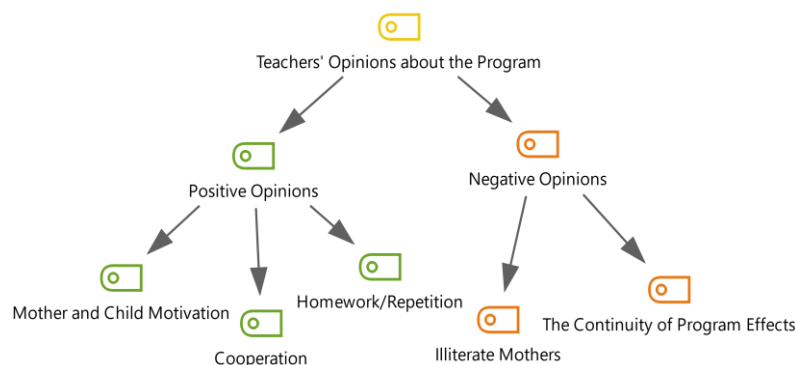 Teachers' Opinions about the Program
Positive Opinions
Negative Opinions
Mother and Child Motivation
Homework/Repetition
Cooperation
Illiterate Mothers
The Continuity of Program Effects